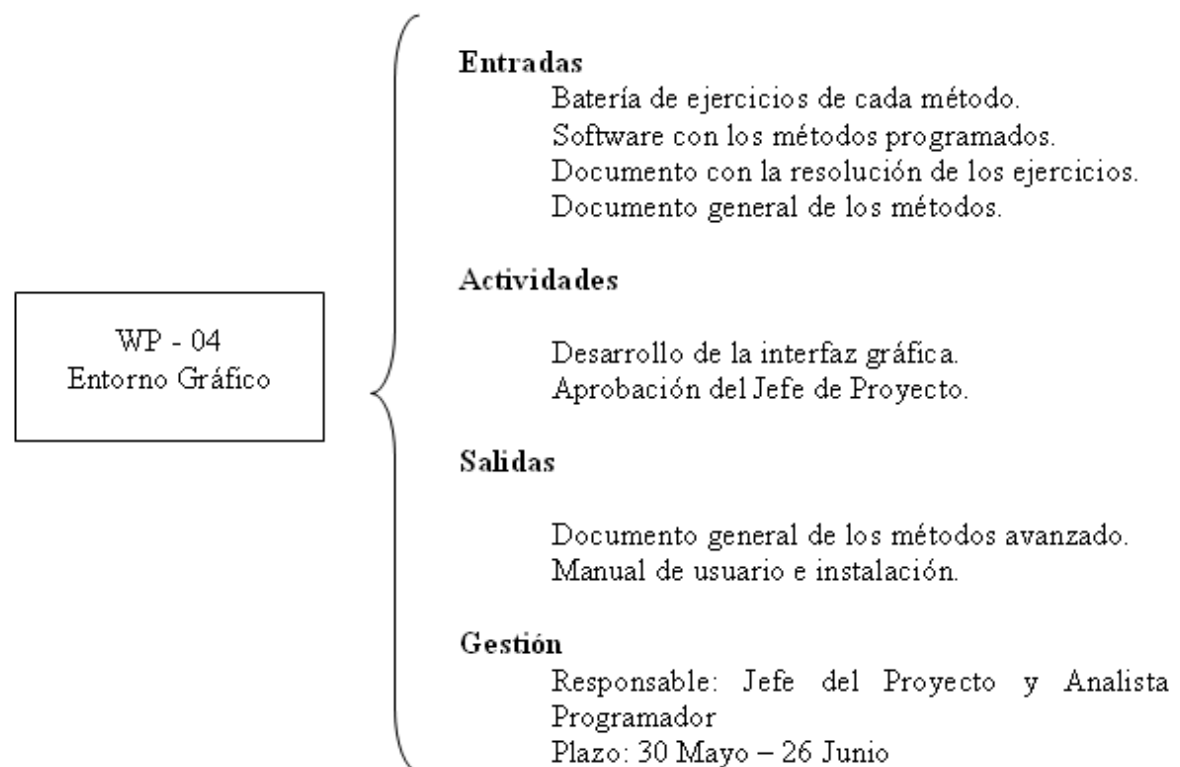 WP - 04
Entorno Gráfico
Entradas
Batería de ejercicios de cada método.
Software con los métodos programados.
Documento con la resolución de los ejercicios.
Documento general de los métodos.
Actividades
Desarrollo de la interfaz gráfica.
Aprobación del Jefe de Proyecto.
Salidas
Documento general de los métodos avanzado.
Manual de usuario e instalación.
Gestión
Responsable: Jefe del Proyecto y Analista
Programador
Plazo: 30 Mayo – 26 Junio